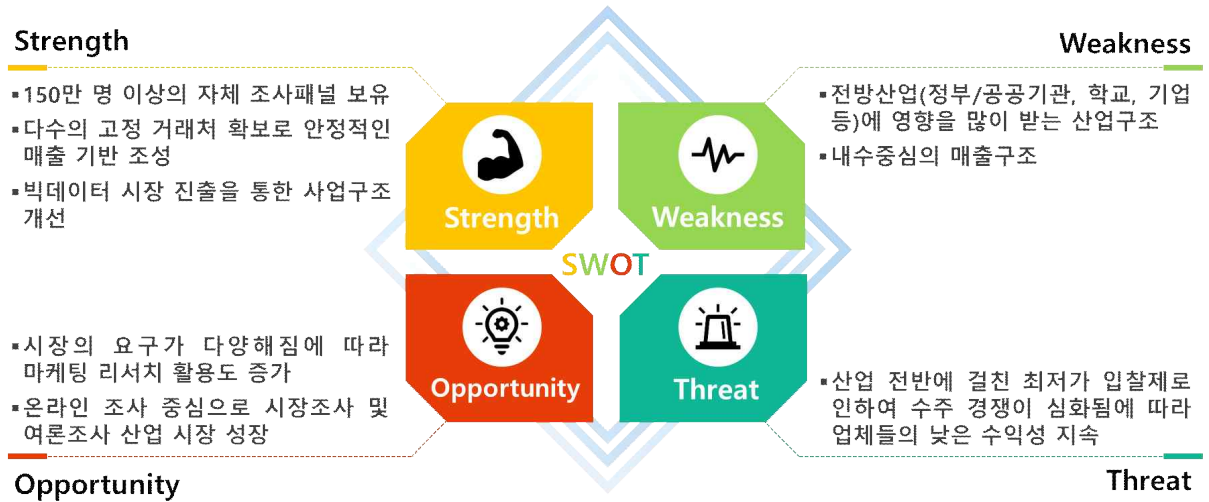 Strength
▪150만 명 이상의 자체 조사패널 보유
▪다수의 고정 거래처 확보로 안정적인
매출 기반 조성
▪빅데이터 시장 진출을 통한 사업구조
개선
Weakness
▪전방산업(정부/공공기관, 학교, 기업
등)에 영향을 많이 받는 산업구조
▪내수중심의 매출구조
Strength
Weakness
SWOT
Opportunity
Threat
▪시장의 요구가 다양해짐에 따라
마케팅 리서치 활용도 증가
▪온라인 조사 중심으로 시장조사 및
여론조사 산업 시장 성장
Opportunity
▪산업 전반에 걸친 최저가 입찰제로
인하여 수주 경쟁이 심화됨에 따라
업체들의 낮은 수익성 지속
Threat